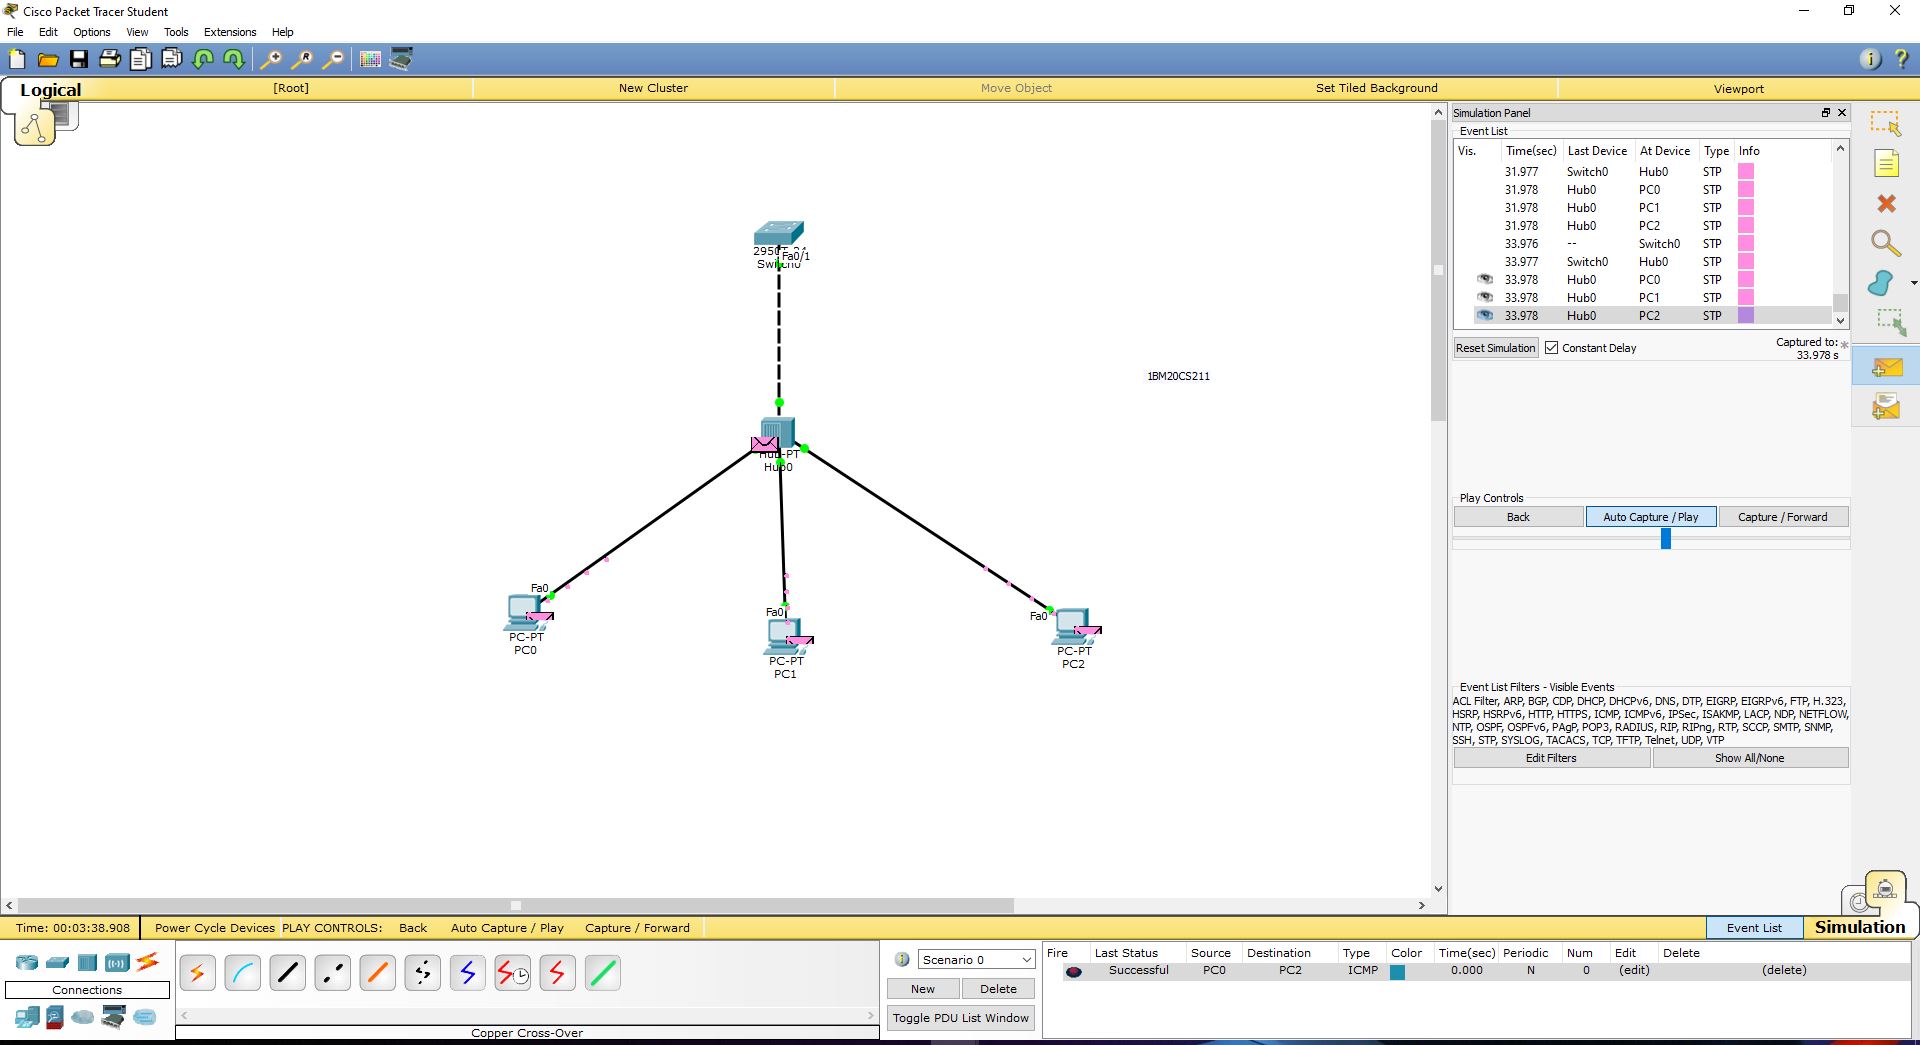 Cisco Packet Tracer Student
File Edit Options View Tools Extensions Help
Logical [Root] New Cluster Move Object Set Tiled Background Viewport
Simulation Panel
Event List
Vis. Time(sec) Last Device At Device Type Info
31.977 Switch0 Hub0 STP
31.978 Hub0 PC0 STP
31.978 Hub0 PC1 STP
31.978 Hub0 PC2 STP
33.976 -- Switch0 STP
33.977 Switch0 Hub0 STP
33.978 Hub0 PC0 STP
33.978 Hub0 PC1 STP
33.978 Hub0 PC2 STP
Reset Simulation Constant Delay Captured to: *
33.978 s
Fa0/1
Switch0
1BM20CS211
Hub-PT
Hub0
Fa0
PC-PT
PC0
Fa0
PC-PT
PC1
Fa0
PC-PT
PC2
Play Controls
Back Auto Capture / Play Capture / Forward
Event List Filters - Visible Events
ACL Filter, ARP, BGP, CDP, DHCP, DHCPv6, DNS, DTP, EIGRP, EIGRPv6, FTP, H.323,
HSRP, HSRPv6, HTTP, HTTPS, ICMP, ICMPv6, IPSec, ISAKMP, LACP, NDP, NETFLOW,
NTP, OSPF, OSPFv6, PAgP, POP3, RADIUS, RIP, RIPng, RTP, SCCP, SMTP, SNMP,
SSH, STP, SYSLOG, TACACS, TCP, TFTP, Telnet, UDP, VTP
Edit Filters Show All/None
Time: 00:03:38.908 Power Cycle Devices PLAY CONTROLS: Back Auto Capture / Play Capture / Forward Event List Simulation
Connections
Copper Cross-Over
Scenario 0
New Delete
Toggle PDU List Window
Fire Last Status Source Destination Type Color Time(sec) Periodic Num Edit Delete
Successful PC0 PC2 ICMP 0.000 N 0 (edit) (delete)